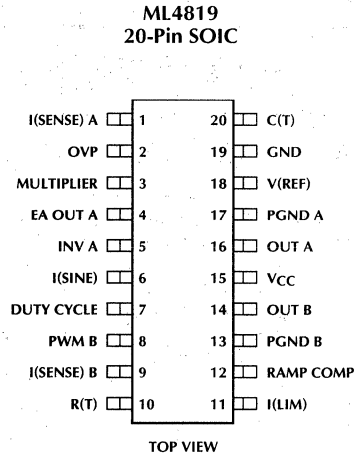 ML4819
20-Pin SOIC
I(SENSE) A 1 20 C(T)
OVP 2 19 GND
MULTIPLIER 3 18 V(REF)
EA OUT A 4 17 PGND A
INV A 5 16 OUT A
I(SINE) 6 15 VCC
DUTY CYCLE 7 14 OUT B
PWM B 8 13 PGND B
I(SENSE) B 9 12 RAMP COMP
R(T) 10 11 I(LIM)
TOP VIEW